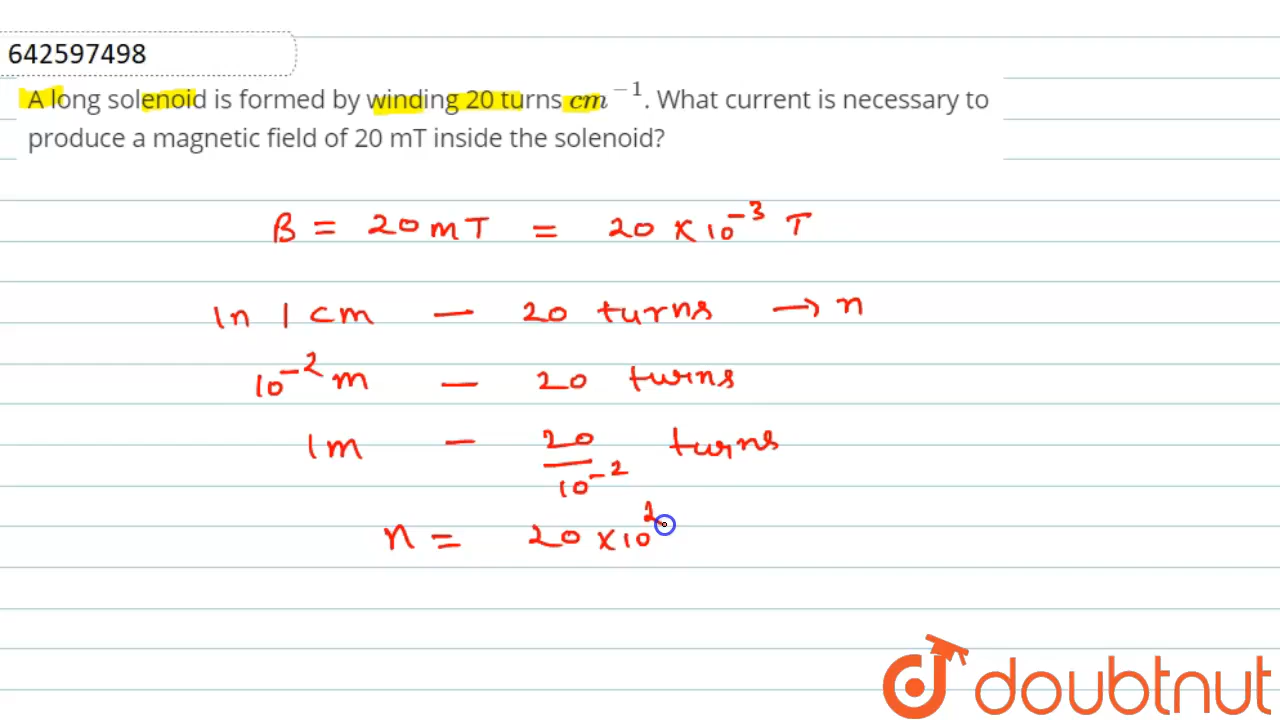 642597498
A long solenoid is formed by winding 20 turns cm⁻¹. What current is necessary to
produce a magnetic field of 20 mT inside the solenoid?
B = 20 mT = 20 × 10⁻³ T
In 1 cm — 20 turns → n
10⁻² m — 20 turns
1m — 20/10⁻² turns
n = 20 × 10²
doubtnut